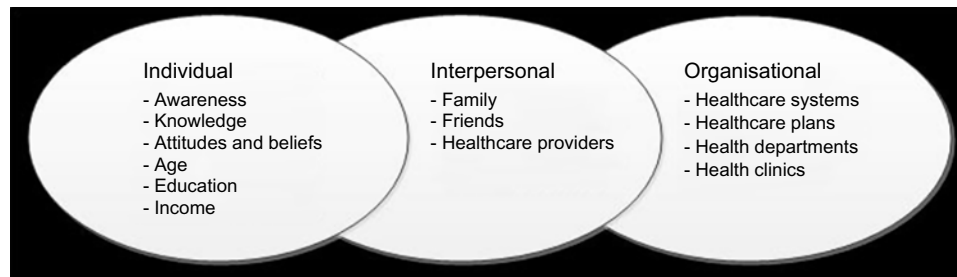 Individual
- Awareness
- Knowledge
- Attitudes and beliefs
- Age
- Education
- Income
Interpersonal
- Family
- Friends
- Healthcare providers
Organisational
- Healthcare systems
- Healthcare plans
- Health departments
- Health clinics